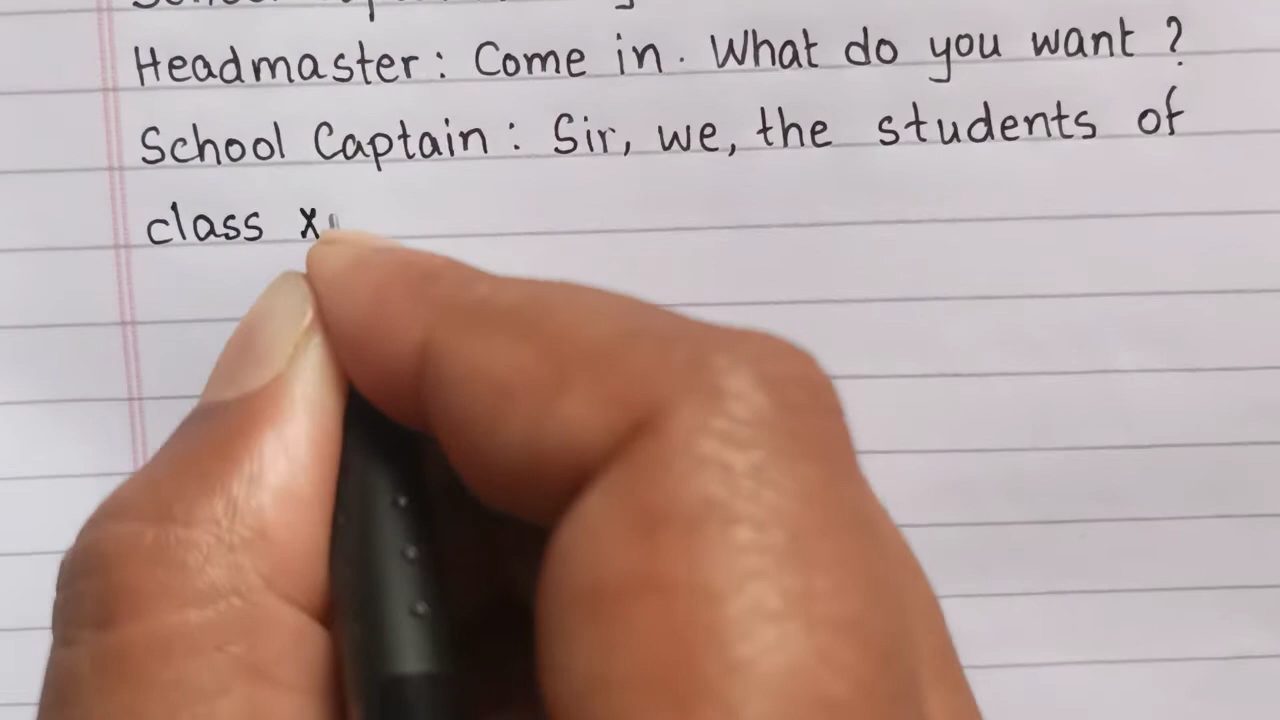 Headmaster: Come in. What do you want ?
School Captain : Sir, we, the students of
class x